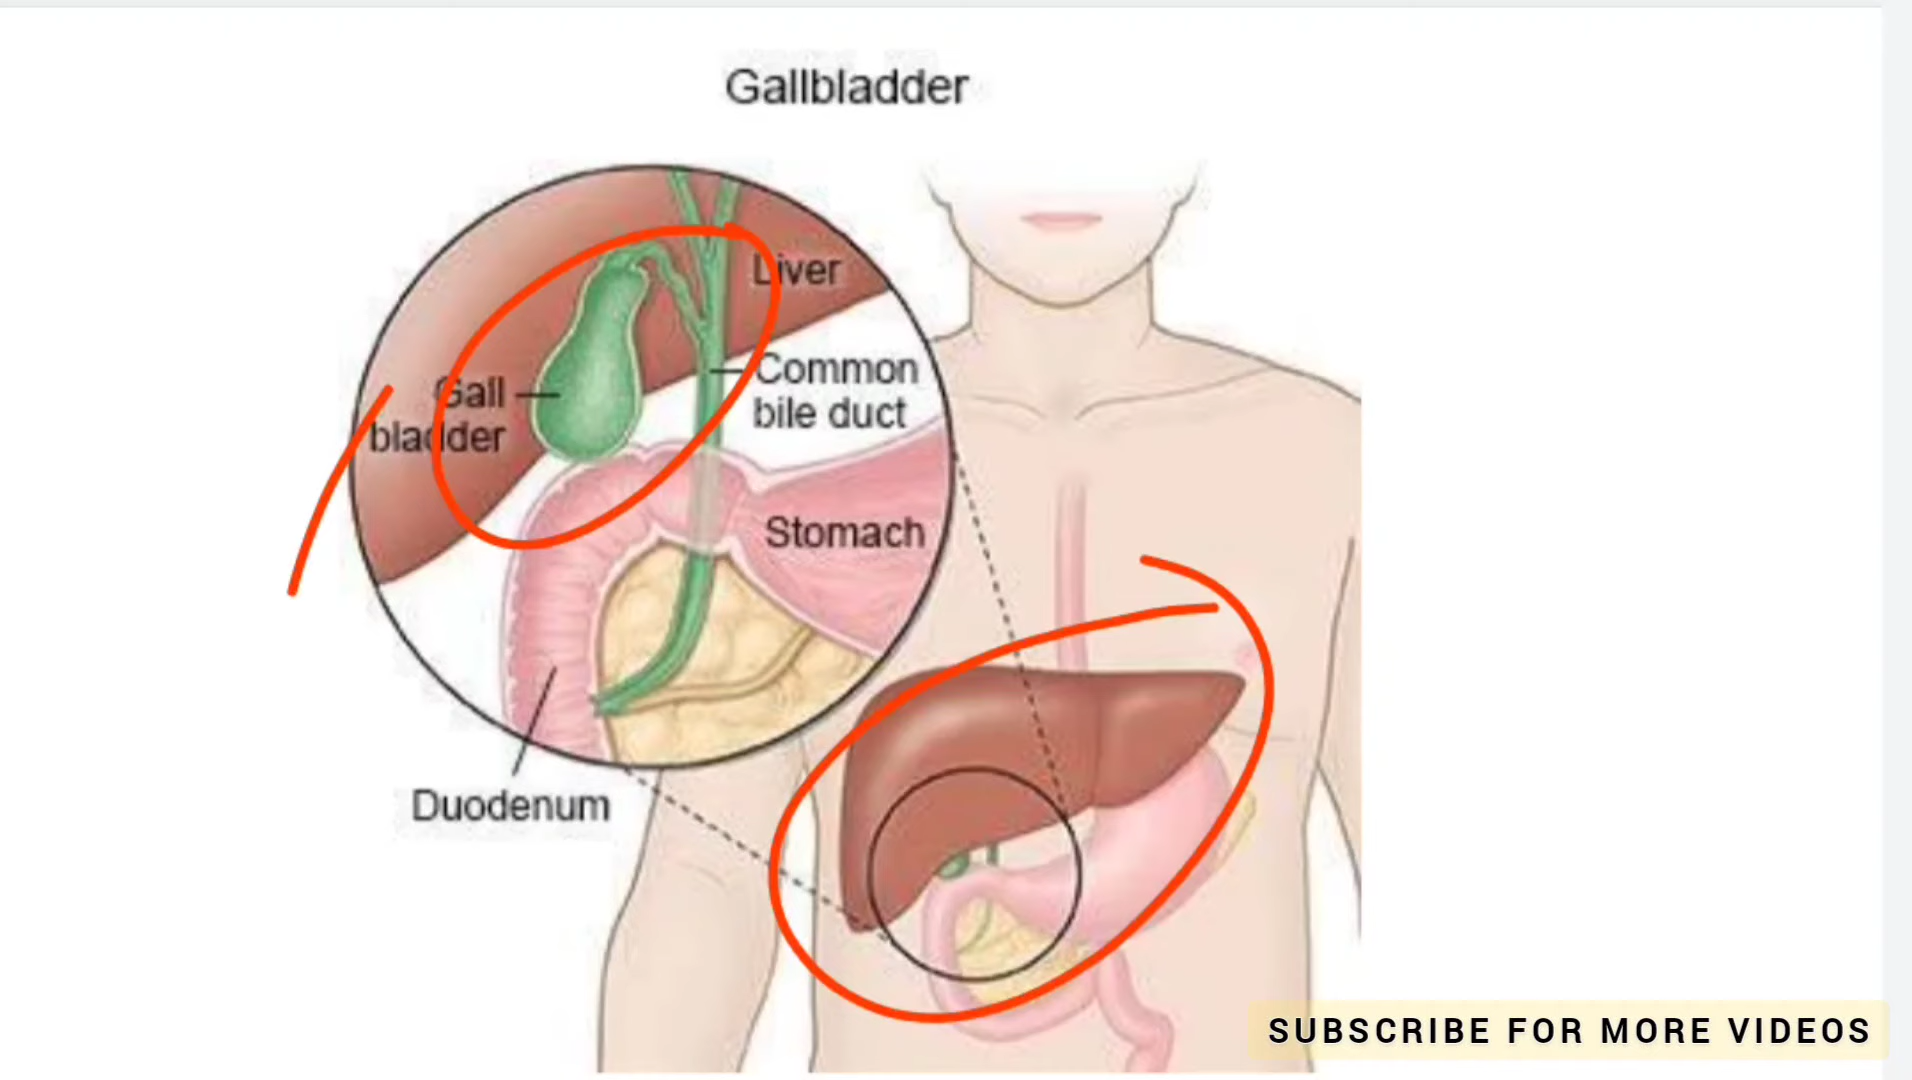 Gallbladder
Liver
Gall
bladder
Common
bile duct
Stomach
Duodenum
SUBSCRIBE FOR MORE VIDEOS